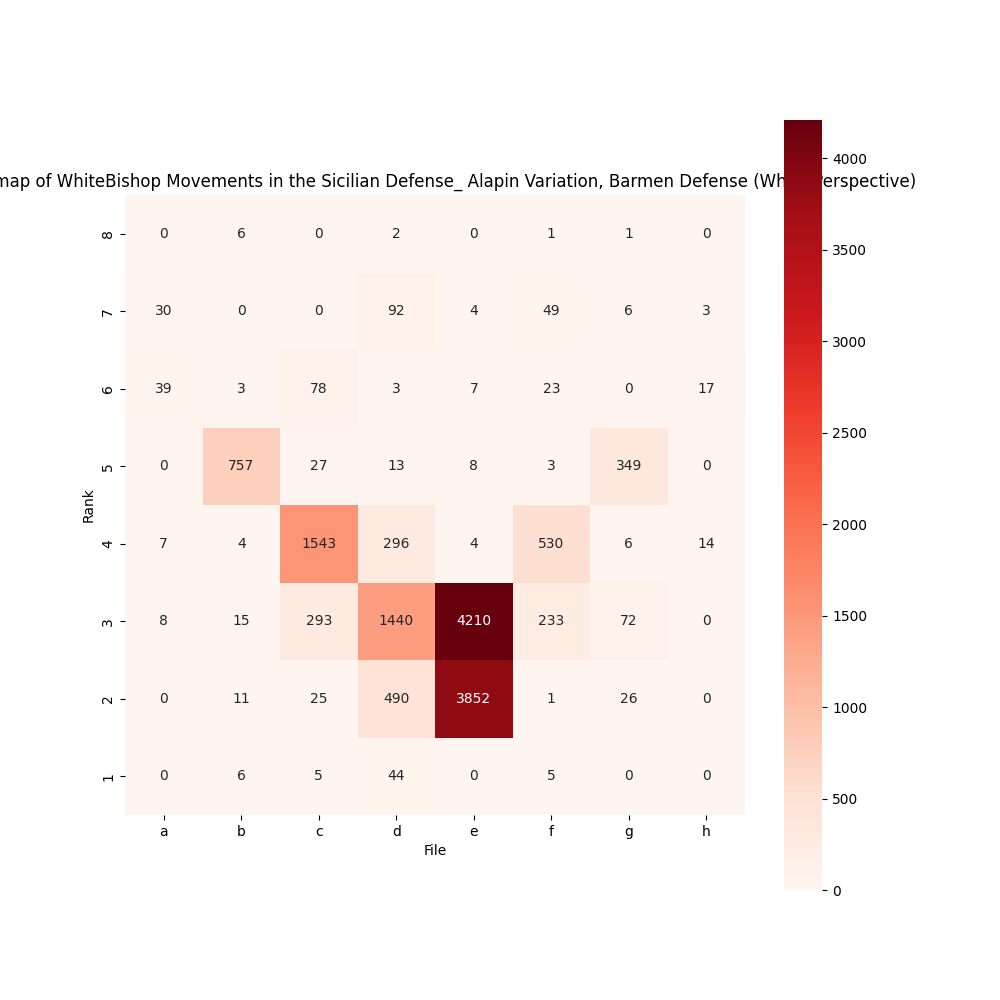 map of WhiteBishop Movements in the Sicilian Defense_ Alapin Variation, Barmen Defense (Wh erspective)
8 0 6 0 2 0 1 1 0
7 30 0 0 92 4 49 6 3
6 39 3 78 3 7 23 0 17
5 0 757 27 13 8 3 349 0
4 7 4 1543 296 4 530 6 14
3 8 15 293 1440 4210 233 72 0
2 0 11 25 490 3852 1 26 0
1 0 6 5 44 0 5 0 0
a b c d e f g h
File
Rank
4000
3500
3000
2500
2000
1500
1000
500
0